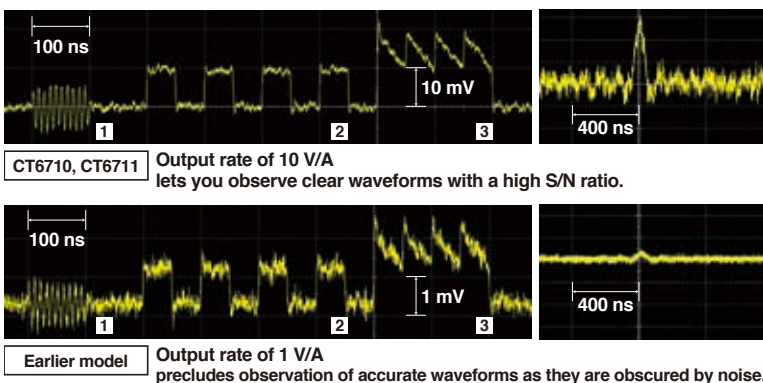 100 ns
10 mV
400 ns
1
2
3
CT6710, CT6711
Output rate of 10 V/A
lets you observe clear waveforms with a high S/N ratio.
100 ns
1 mV
400 ns
1
2
3
Earlier model
Output rate of 1 V/A
precludes observation of accurate waveforms as they are obscured by noise.